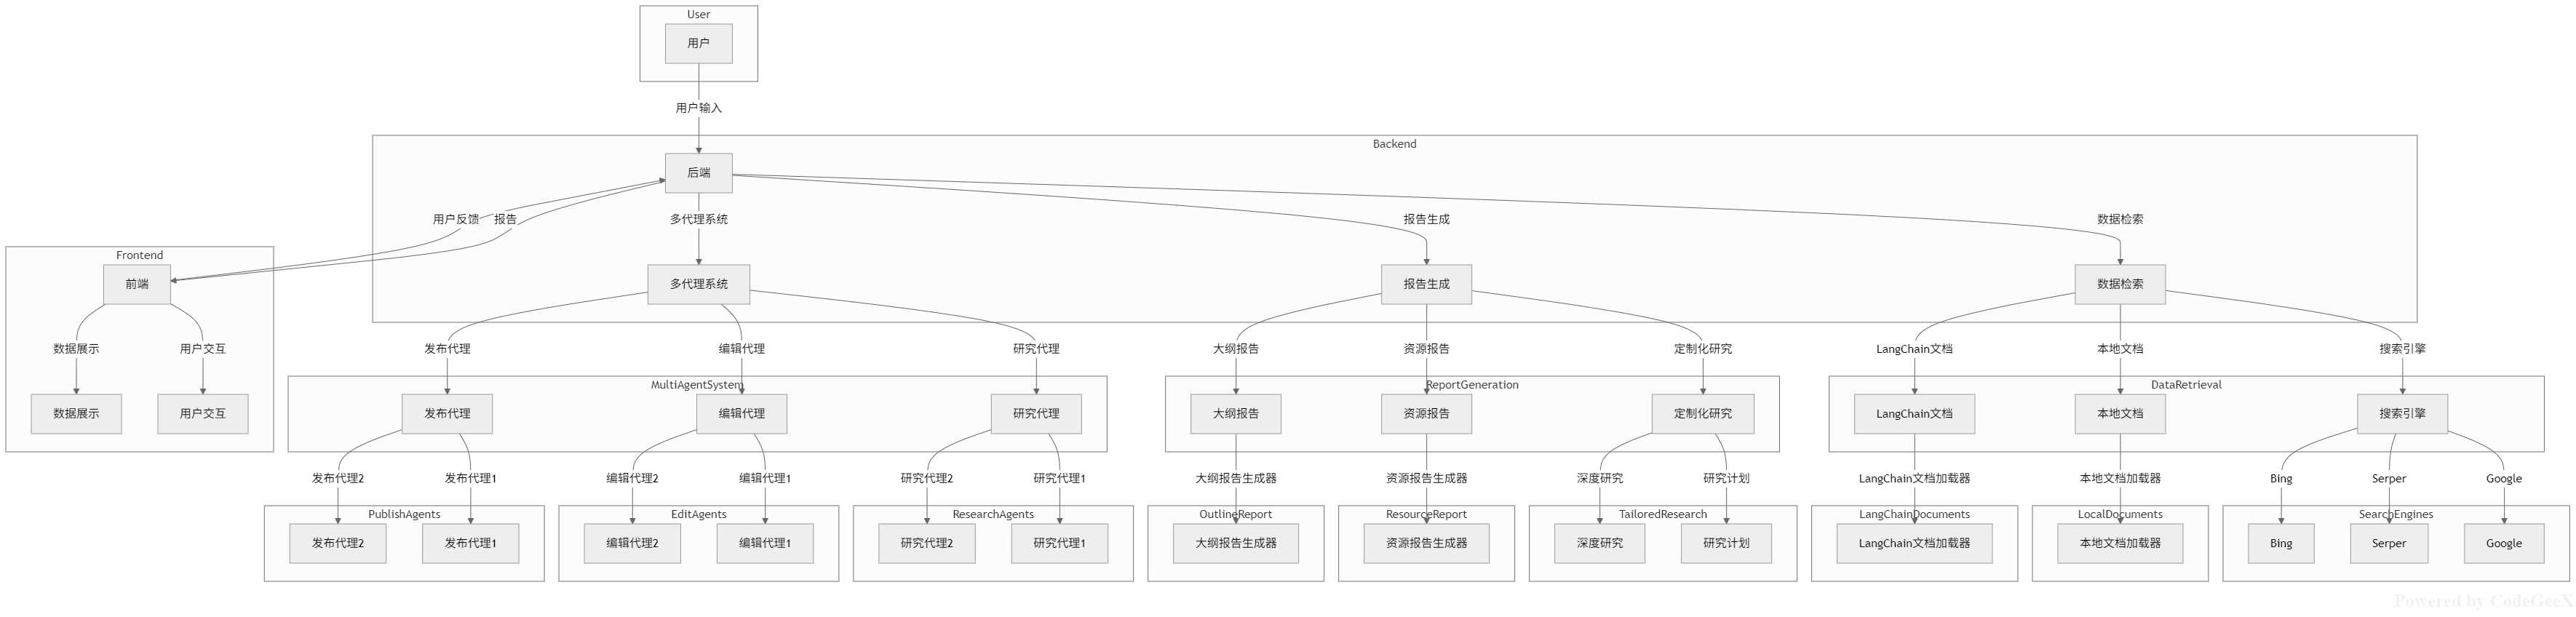 User
用户
用户输入
Backend
后端
用户反馈
报告
多代理系统
报告生成
数据检索
Frontend
前端
多代理系统
报告生成
数据检索
数据展示
用户交互
发布代理
编辑代理
研究代理
大纲报告
资源报告
定制化研究
LangChain文档
本地文档
搜索引擎
MultiAgentSystem
ReportGeneration
DataRetrieval
数据展示
用户交互
发布代理
编辑代理
研究代理
大纲报告
资源报告
定制化研究
LangChain文档
本地文档
搜索引擎
发布代理2
发布代理1
编辑代理2
编辑代理1
研究代理2
研究代理1
大纲报告生成器
资源报告生成器
深度研究
研究计划
LangChain文档加载器
本地文档加载器
Bing
Serper
Google
PublishAgents
EditAgents
ResearchAgents
OutlineReport
ResourceReport
TailoredResearch
LangChainDocuments
LocalDocuments
SearchEngines
发布代理2
发布代理1
编辑代理2
编辑代理1
研究代理2
研究代理1
大纲报告生成器
资源报告生成器
深度研究
研究计划
LangChain文档加载器
本地文档加载器
Bing
Serper
Google
Powered by CodeGeeX